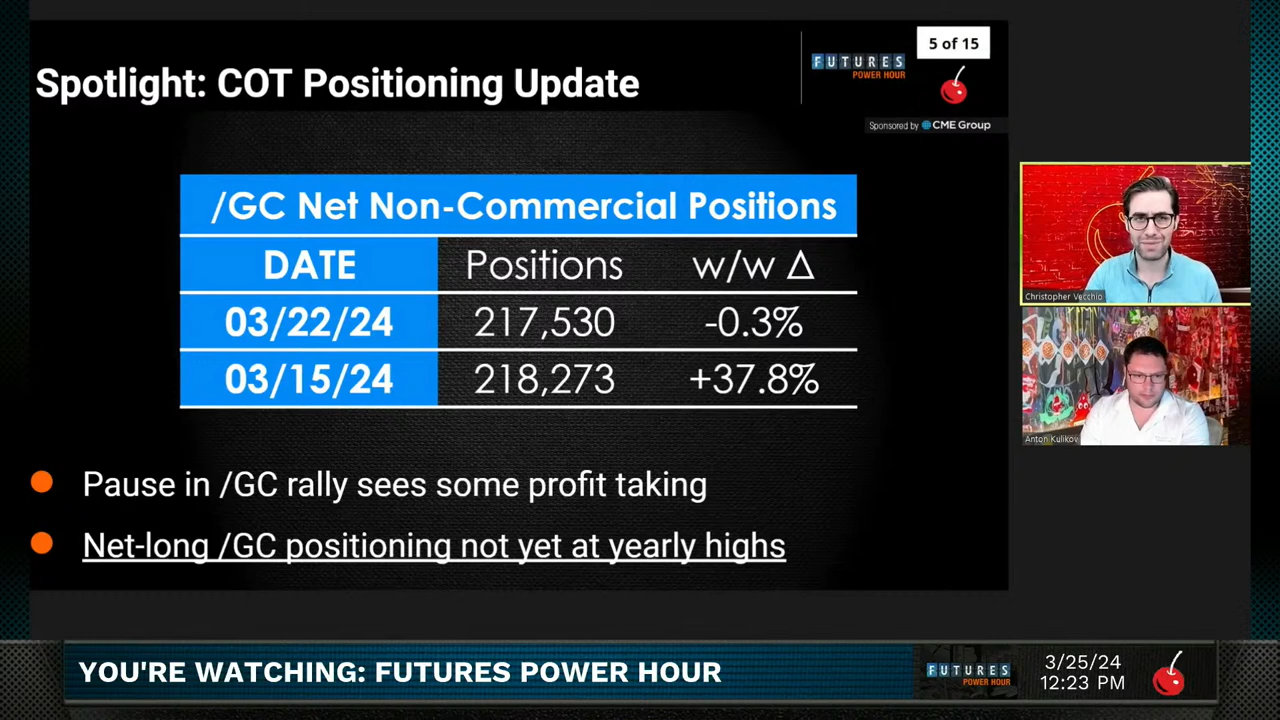 5 of 15
Spotlight: COT Positioning Update
FUTURES
POWER HOUR
Sponsored by CME Group
/GC Net Non-Commercial Positions
DATE Positions w/w Δ
03/22/24 217,530 -0.3%
03/15/24 218,273 +37.8%
Pause in /GC rally sees some profit taking
Net-long /GC positioning not yet at yearly highs
Christopher Vecchio
Anton Kulikov
YOU'RE WATCHING: FUTURES POWER HOUR
FUTURES
POWER HOUR
3/25/24
12:23 PM